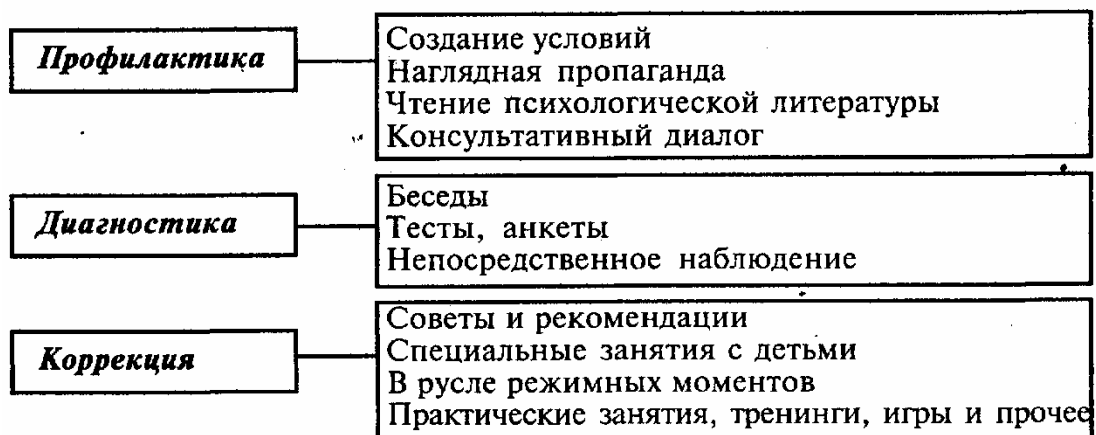 Профилактика
Создание условий
Наглядная пропаганда
Чтение психологической литературы
Консультативный диалог
Диагностика
Беседы
Тесты, анкеты
Непосредственное наблюдение
Коррекция
Советы и рекомендации
Специальные занятия с детьми
В русле режимных моментов
Практические занятия, тренинги, игры и прочее